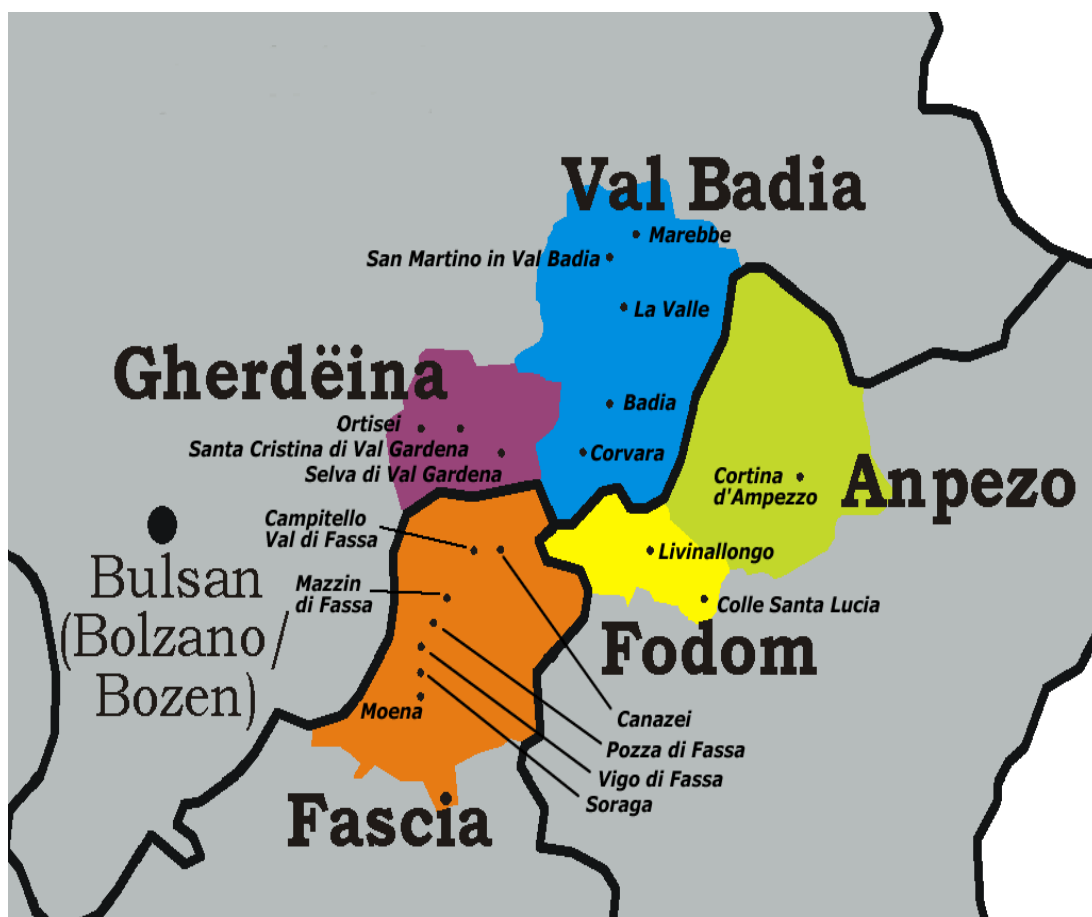 Val Badia
Marebbe
San Martino in Val Badia
La Valle
Gherdëina
Badia
Ortisei
Santa Cristina di Val Gardena
Corvara
Selva di Val Gardena
Cortina
d'Ampezzo
Anpezo
Campitello
Val di Fassa
Livinallongo
Bulsan
(Bolzano/
Bozen)
Mazzin
di Fassa
Colle Santa Lucia
Fodom
Moena
Canazei
Pozza di Fassa
Vigo di Fassa
Soraga
Fascia